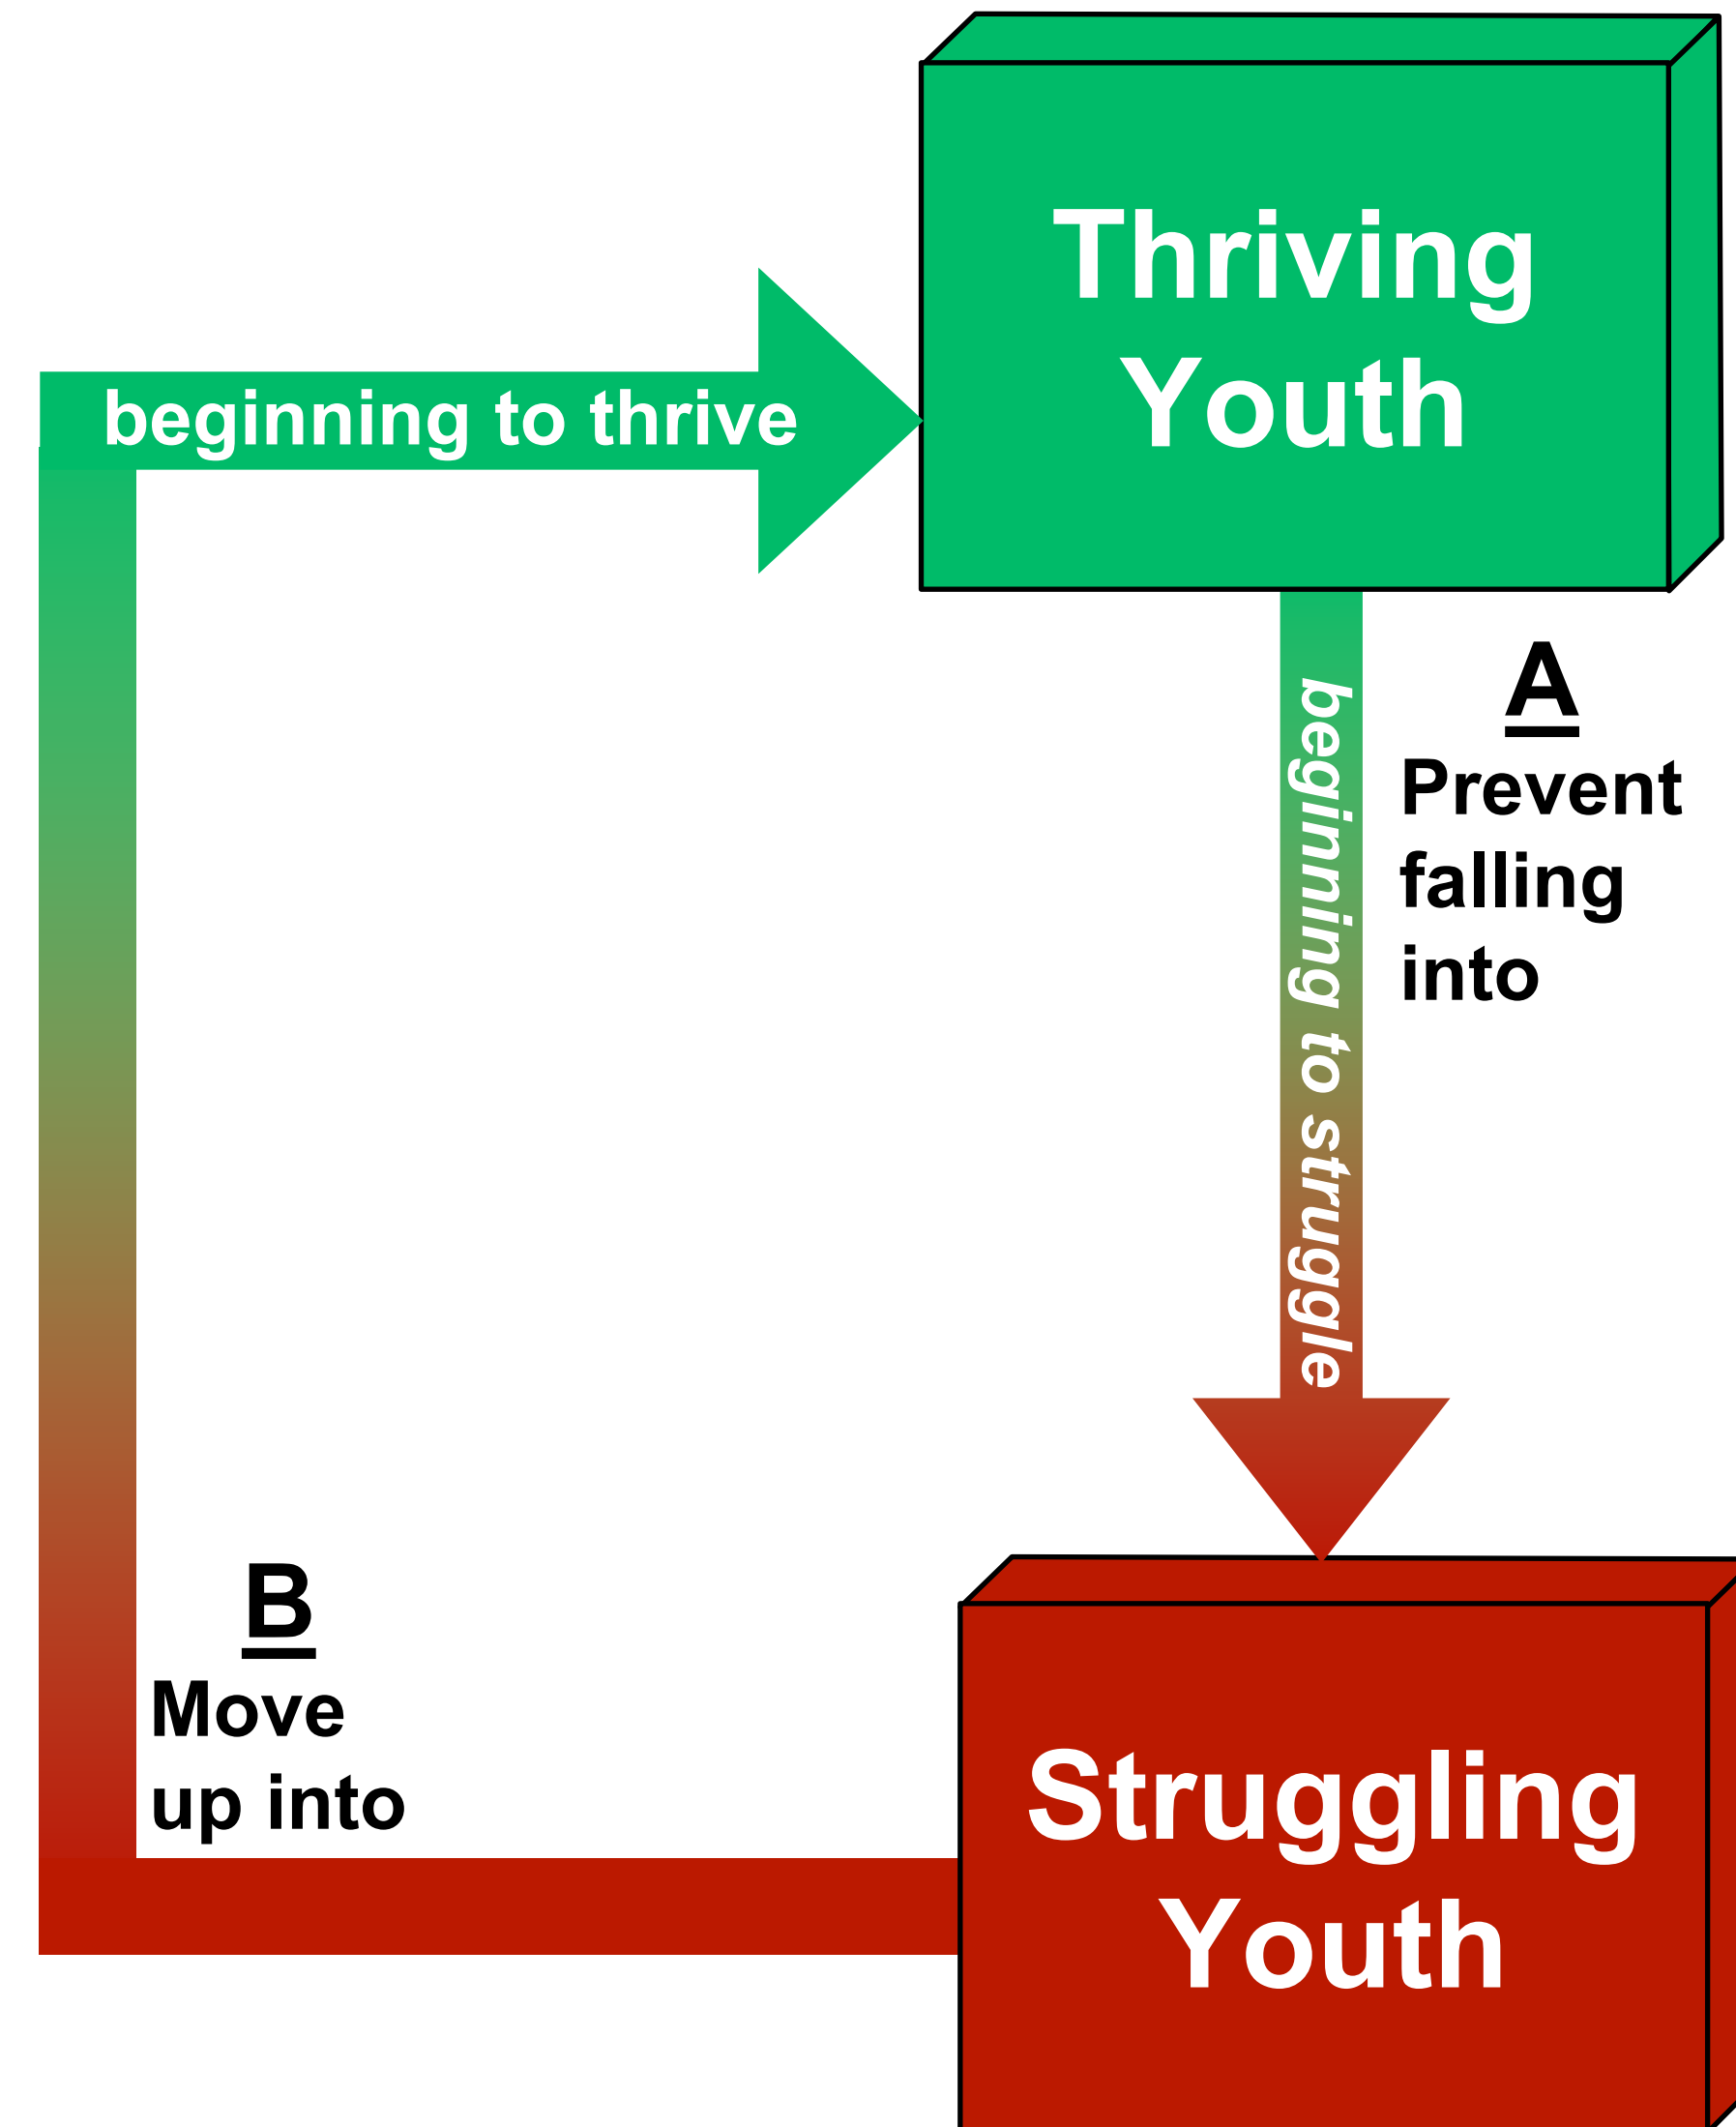 Thriving
Youth
beginning to thrive
A
Prevent
falling
into
beginning to struggle
B
Move
up into
Struggling
Youth